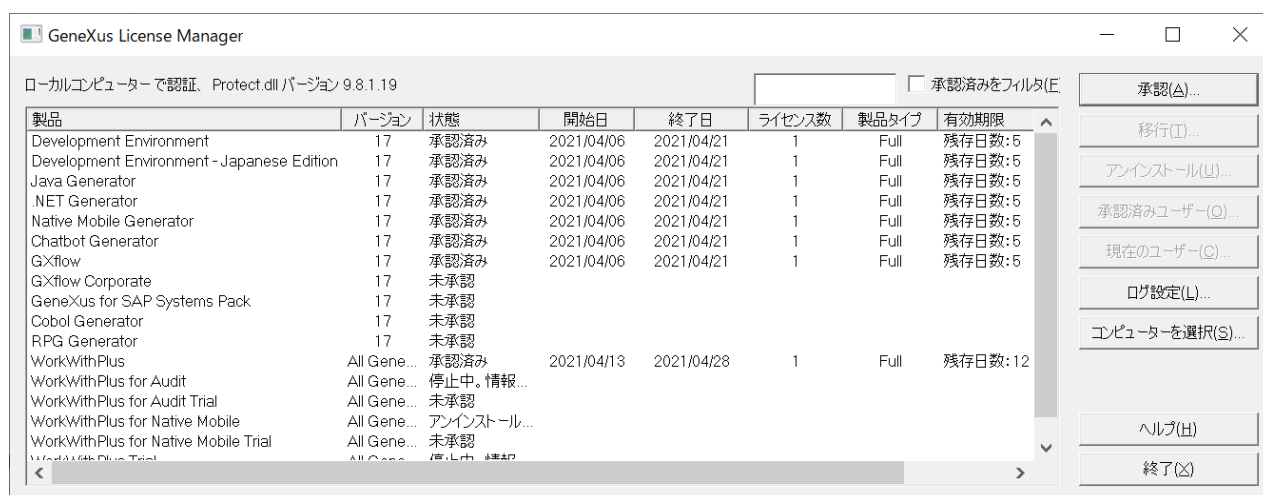 GeneXus License Manager
ローカルコンピューター で認証、 Protect.dll バージョン 9.8.1.19
承認済みをフィルタ(F
承認(A)...
製品 バージョン 状態 開始日 終了日 ライセンス数 製品タイプ 有効期限
Development Environment 17 承認済み 2021/04/06 2021/04/21 1 Full 残存日数:5
移行(T)...
Development Environment - Japanese Edition 17 承認済み 2021/04/06 2021/04/21 1 Full 残存日数:5
Java Generator 17 承認済み 2021/04/06 2021/04/21 1 Full 残存日数:5
アンインストール(U)...
.NET Generator 17 承認済み 2021/04/06 2021/04/21 1 Full 残存日数:5
Native Mobile Generator 17 承認済み 2021/04/06 2021/04/21 1 Full 残存日数:5
承認済みユーザー(O)...
Chatbot Generator 17 承認済み 2021/04/06 2021/04/21 1 Full 残存日数:5
現在のユーザー(C)...
GXflow 17 承認済み 2021/04/06 2021/04/21 1 Full 残存日数:5
GXflow Corporate 17 未承認
GeneXus for SAP Systems Pack 17 未承認
ログ設定(L)...
Cobol Generator 17 未承認
RPG Generator 17 未承認
コンピューターを選択(S)...
WorkWithPlus All Gene... 承認済み 2021/04/13 2021/04/28 1 Full 残存日数:12
WorkWithPlus for Audit All Gene... 停止中。情報...
WorkWithPlus for Audit Trial All Gene... 未承認
WorkWithPlus for Native Mobile All Gene... アンインストール...
ヘルプ(H)
WorkWithPlus for Native Mobile Trial All Gene... 未承認
WorkWithPlus Trial All Gene... 停止中。情報...
終了(X)